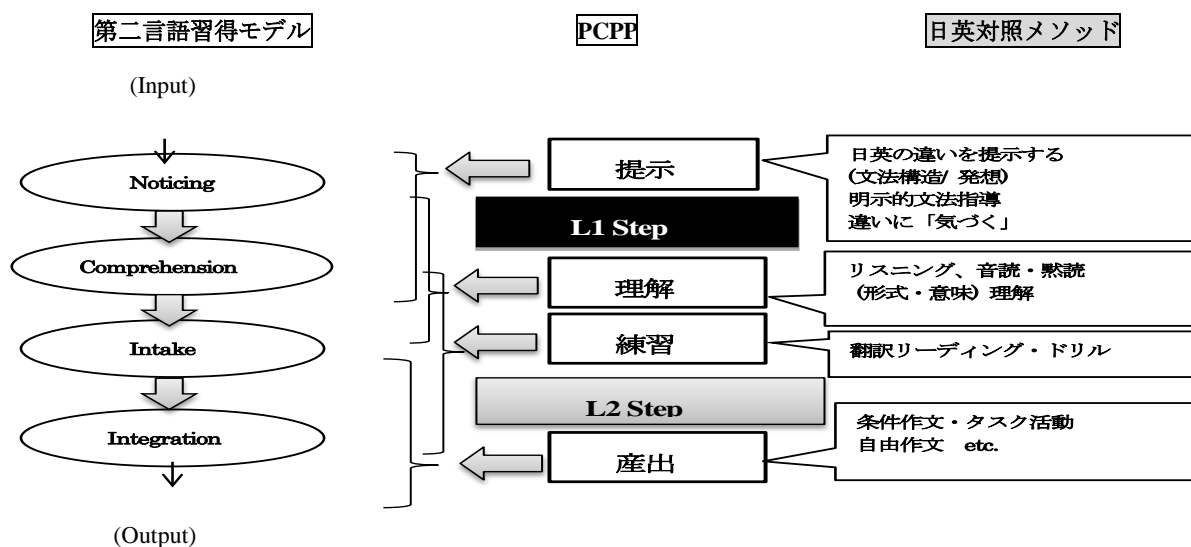 第二言語習得モデル
PCPP
日英対照メソッド
(Input)
Noticing
Comprehension
Intake
Integration
(Output)
提示
L1 Step
理解
練習
L2 Step
産出
日英の違いを提示する
(文法構造/ 発想)
明示的文法指導
違いに「気づく」
リスニング、音読・黙読
(形式・意味) 理解
翻訳リーディング・ドリル
条件作文・タスク活動
自由作文 etc.